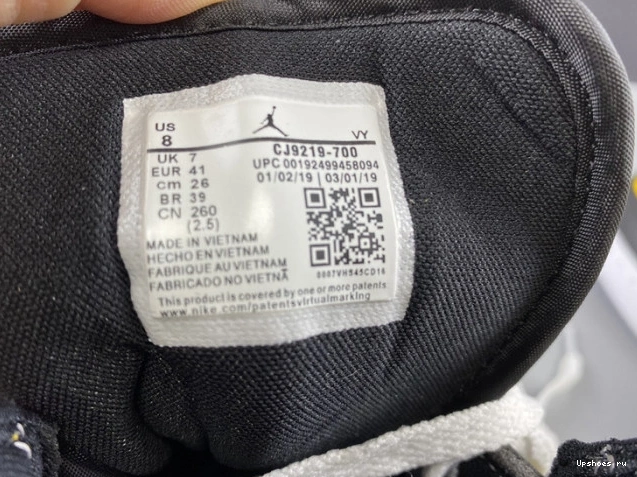 US
8
VY
UK 7
EUR 41
cm 26
BR 39
CN 260
(2.5)
CJ9219-700
UPC 00192499458094
01/02/19 | 03/01/19
0007VHS45CD16
MADE IN VIETNAM
HECHO EN VIETNAM
FABRIQUE AU VIETNAM
FABRICADO NO VIETNÃ
This product is covered by one or more patents
www.nike.com/patentsvirtualmarking
Upshoes.ru